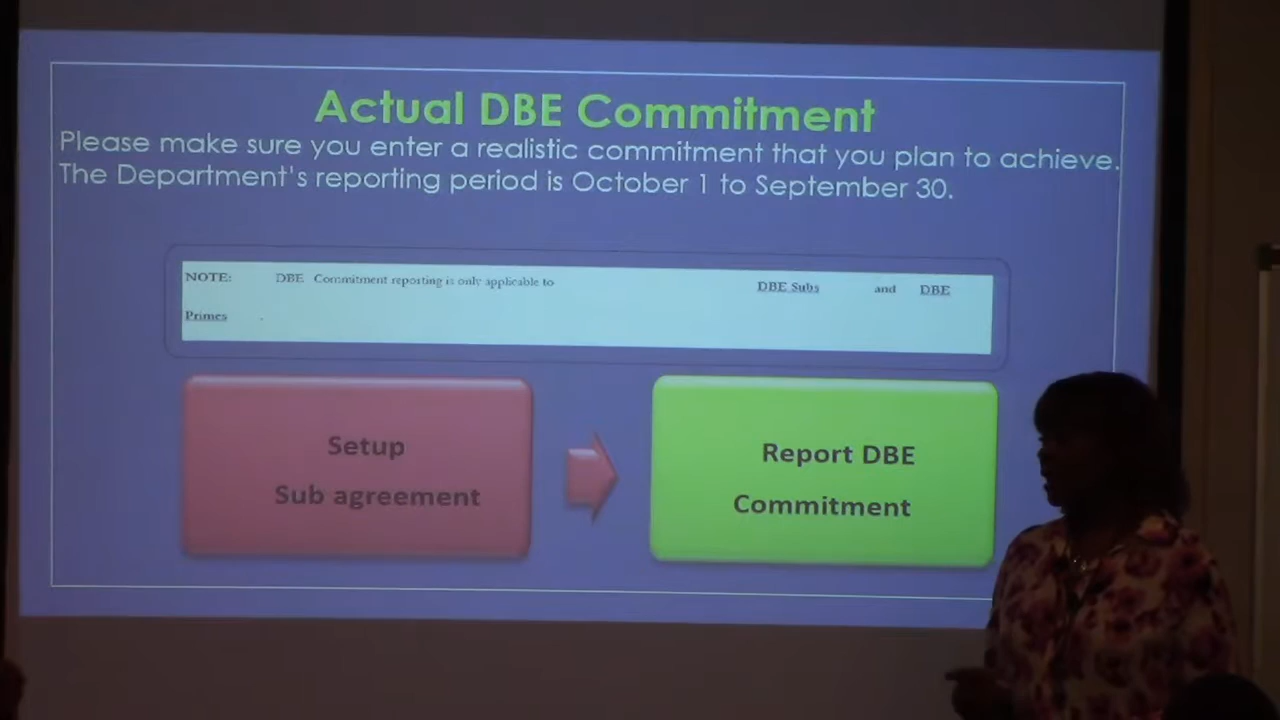 Actual DBE Commitment
Please make sure you enter a realistic commitment that you plan to achieve.
The Department's reporting period is October 1 to September 30.
NOTE: DBE Commitment reporting is only applicable to DBE Subs and DBE
Primes .
Setup
Sub agreement
Report DBE
Commitment